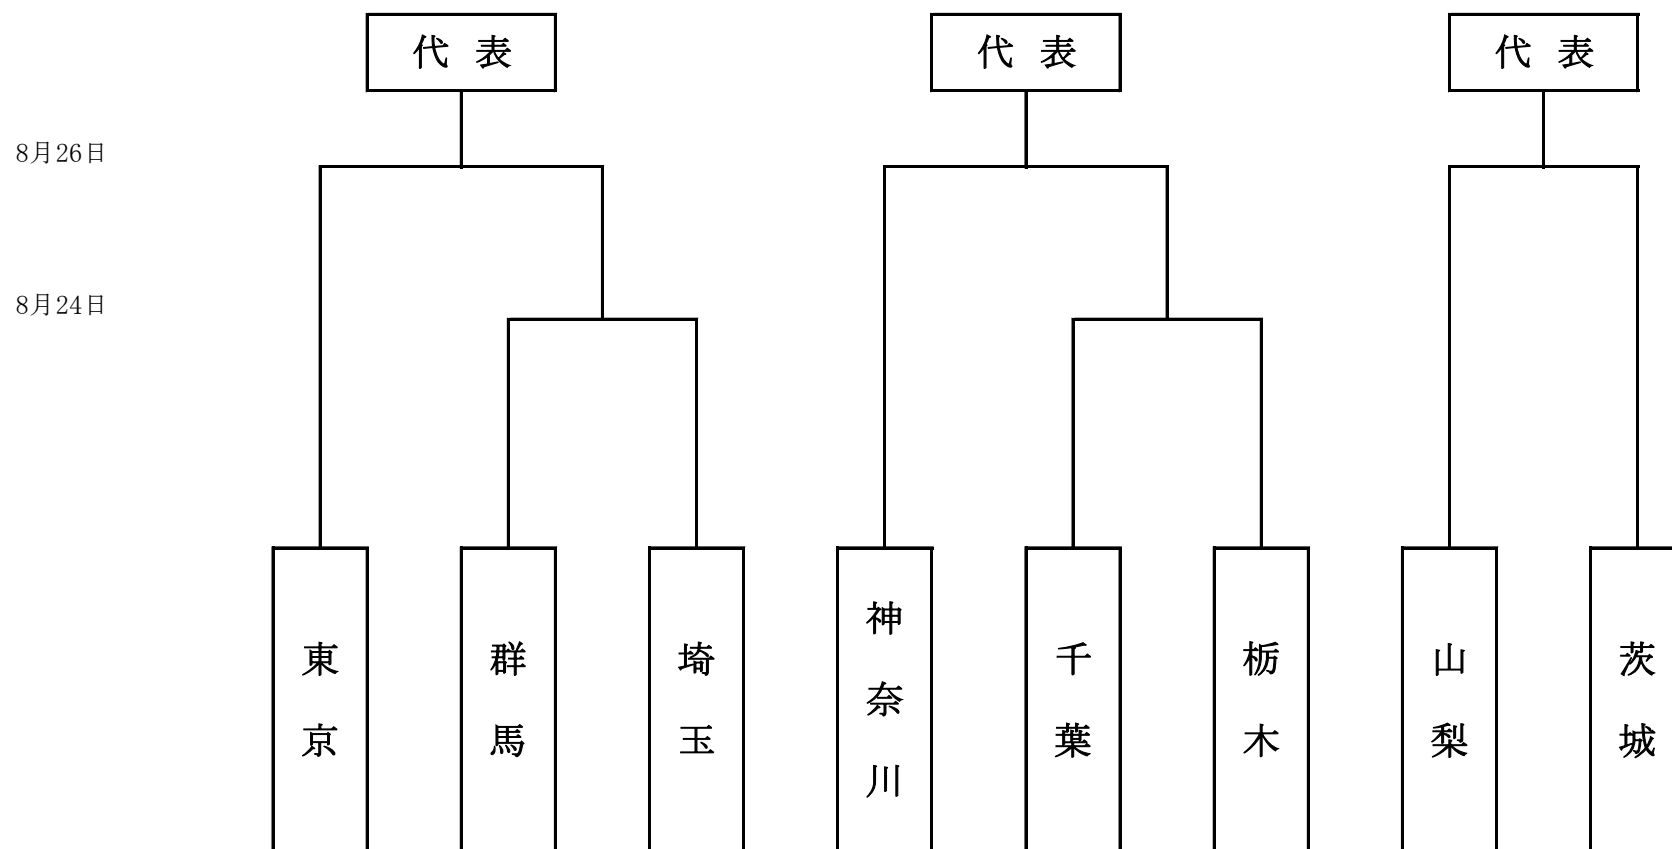 代 表
代 表
代 表
8月26日
8月24日
東京
群馬
埼玉
神奈川
千葉
栃木
山梨
茨城